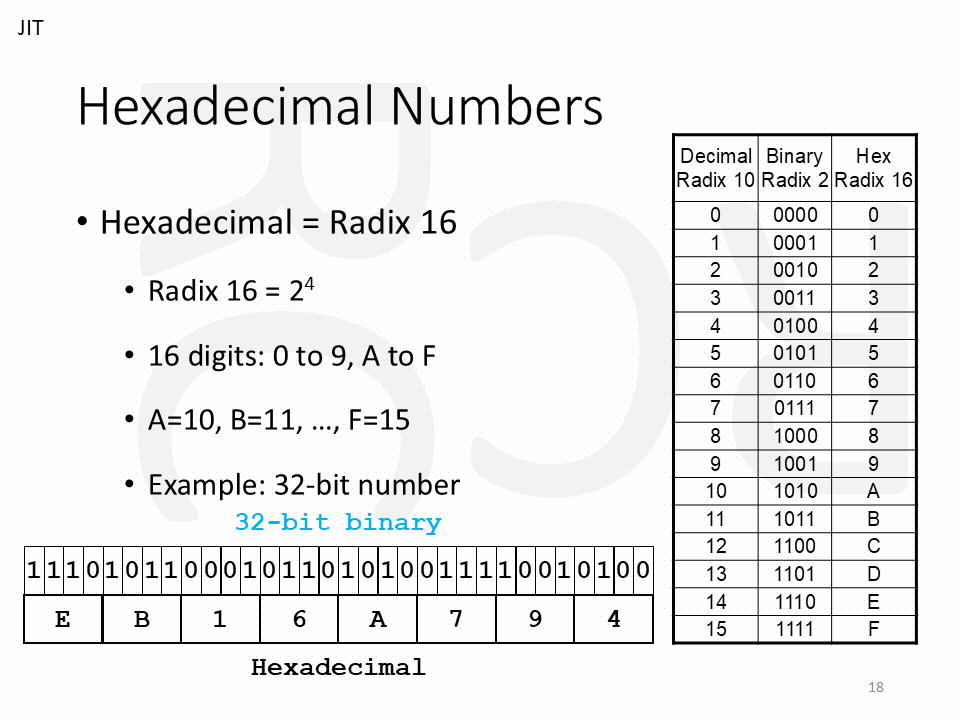 JIT
Hexadecimal Numbers
• Hexadecimal = Radix 16
• Radix 16 = 2⁴
• 16 digits: 0 to 9, A to F
• A=10, B=11, …, F=15
• Example: 32-bit number
32-bit binary
1 1 1 0 1 0 1 1 0 0 0 1 0 1 1 0 1 0 1 0 0 1 1 1 1 0 0 1 0 1 0 0
E B 1 6 A 7 9 4
Hexadecimal
Decimal Binary Hex
Radix 10 Radix 2 Radix 16
0 0000 0
1 0001 1
2 0010 2
3 0011 3
4 0100 4
5 0101 5
6 0110 6
7 0111 7
8 1000 8
9 1001 9
10 1010 A
11 1011 B
12 1100 C
13 1101 D
14 1110 E
15 1111 F
18